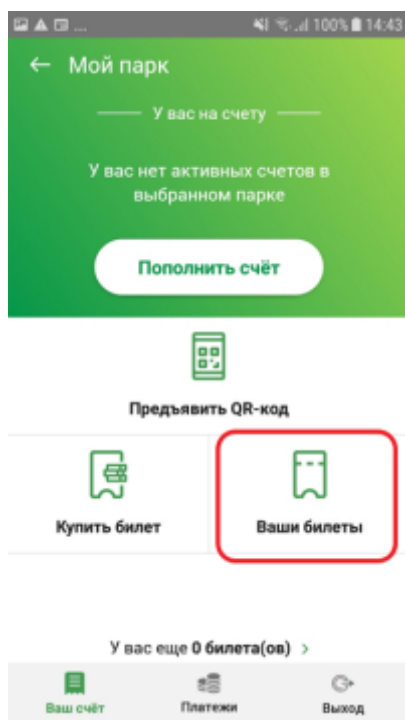 ... 100% 14:43
← Мой парк
У вас на счету
У вас нет активных счетов в
выбранном парке
Пополнить счёт
Предъявить QR-код
Купить билет
Ваши билеты
У вас еще 0 билета(ов) >
Ваш счёт
Платежи
Выход